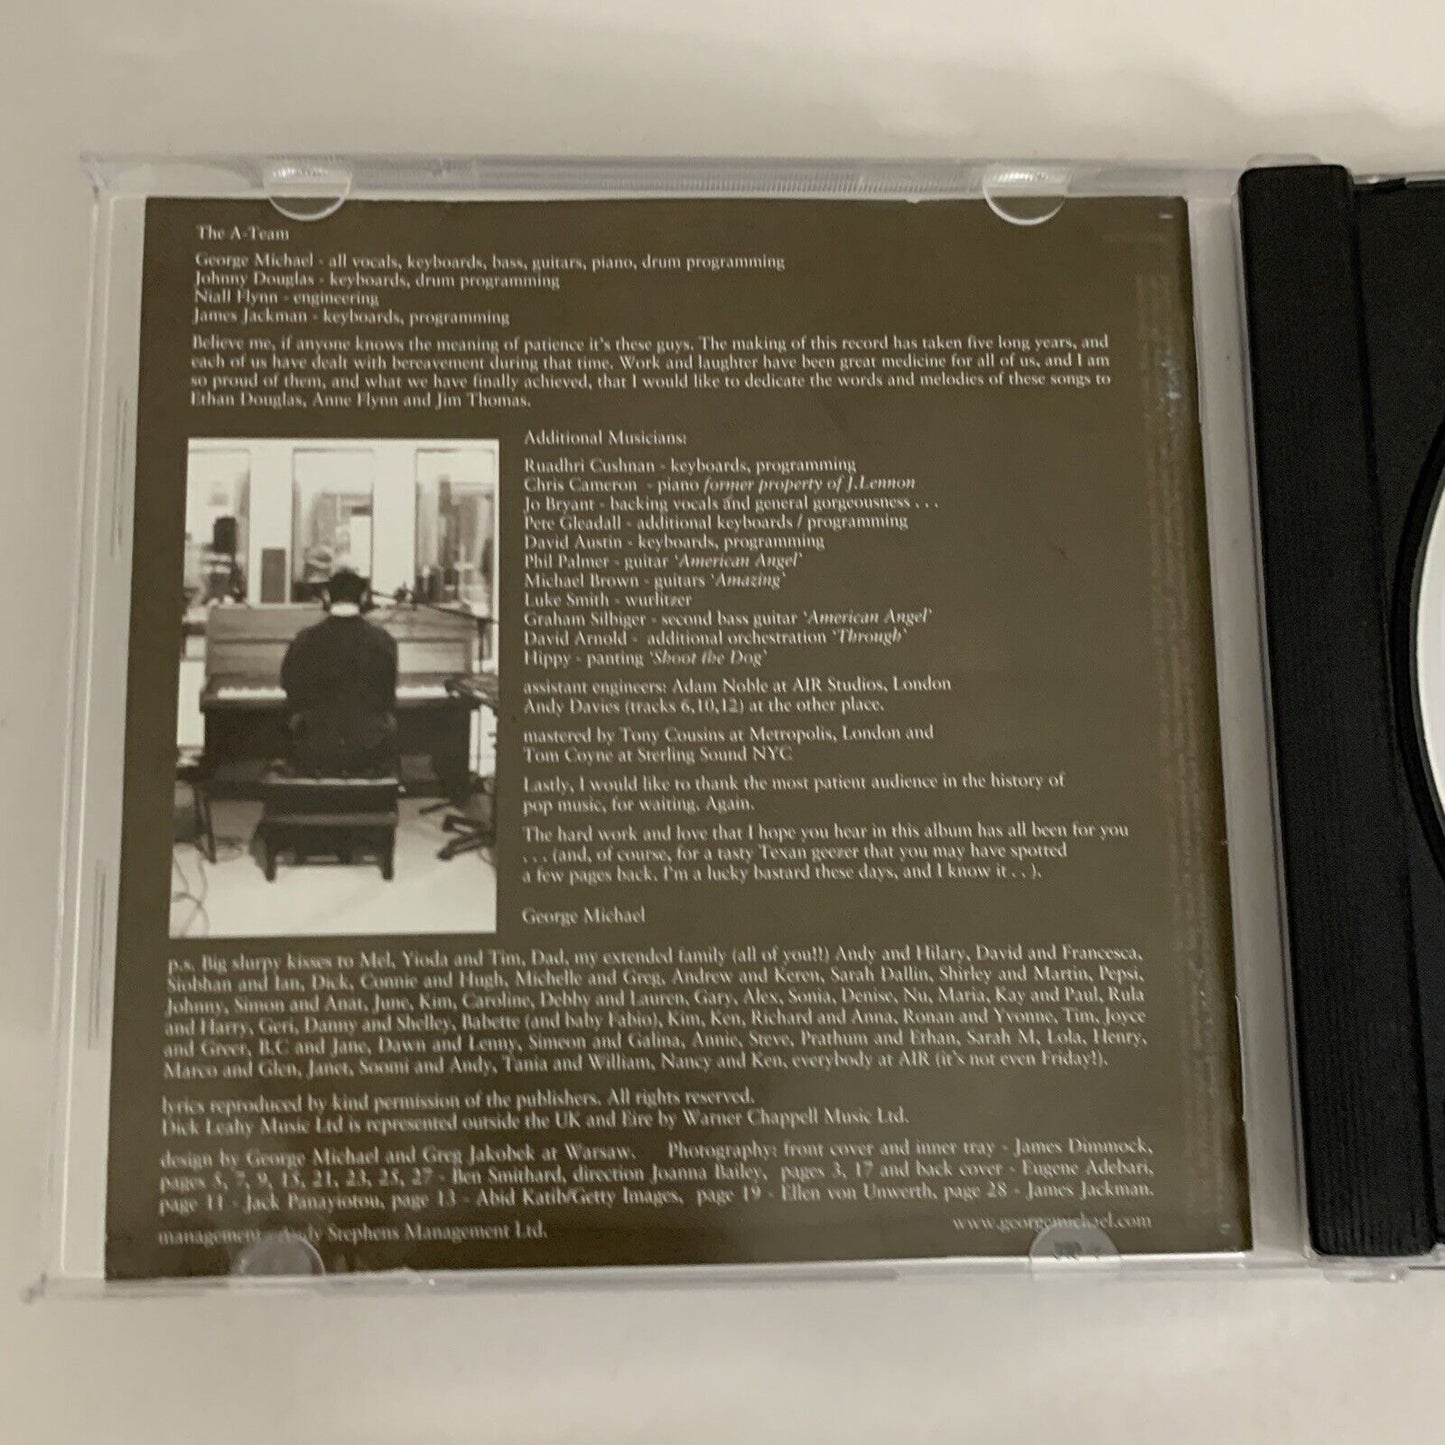 The A-Team
George Michael - all vocals, keyboards, bass, guitars, piano, drum programming
Johnny Douglas - keyboards, drum programming
Niall Flynn - engineering
James Jackman - keyboards, programming
Believe me, if anyone knows the meaning of patience it's these guys. The making of this record has taken five long years, and
each of us have dealt with bereavement during that time. Work and laughter have been great medicine for all of us, and I am
so proud of them, and what we have finally achieved, that I would like to dedicate the words and melodies of these songs to
Ethan Douglas, Anne Flynn and Jim Thomas.
Additional Musicians:
Ruadhri Cushnan - keyboards, programming
Chris Cameron - piano former property of J.Lennon
Jo Bryant - backing vocals and general gorgeousness . . .
Pete Gleadall - additional keyboards / programming
David Austin - keyboards, programming
Phil Palmer - guitar 'American Angel'
Michael Brown - guitars 'Amazing'
Luke Smith - wurlitzer
Graham Silbiger - second bass guitar 'American Angel'
David Arnold - additional orchestration 'Through'
Hippy - panting 'Shoot the Dog'
assistant engineers: Adam Noble at AIR Studios, London
Andy Davies (tracks 6,10,12) at the other place.
mastered by Tony Cousins at Metropolis, London and
Tom Coyne at Sterling Sound NYC
Lastly, I would like to thank the most patient audience in the history of
pop music, for waiting. Again.
The hard work and love that I hope you hear in this album has all been for you
. . . (and, of course, for a tasty Texan geezer that you may have spotted
a few pages back. I'm a lucky bastard these days, and I know it . . ).
George Michael
p.s. Big slurpy kisses to Mel, Yioda and Tim, Dad, my extended family (all of you!!) Andy and Hilary, David and Francesca,
Siobhan and Ian, Dick, Connie and Hugh, Michelle and Greg, Andrew and Keren, Sarah Dallin, Shirley and Martin, Pepsi,
Johnny, Simon and Anat, June, Kim, Caroline, Debby and Lauren, Gary, Alex, Sonia, Denise, Nu, Maria, Kay and Paul, Rula
and Harry, Geri, Danny and Shelley, Babette (and baby Fabio), Kim, Ken, Richard and Anna, Ronan and Yvonne, Tim, Joyce
and Greet, B.C and Jane, Dawn and Lenny, Simeon and Galina, Annie, Steve, Prathum and Ethan, Sarah M, Lola, Henry,
Marco and Glen, Janet, Soomi and Andy, Tania and William, Nancy and Ken, everybody at AIR (it's not even Friday!).
lyrics reproduced by kind permission of the publishers. All rights reserved.
Dick Leahy Music Ltd is represented outside the UK and Eire by Warner Chappell Music Ltd.
design by George Michael and Greg Jakobek at Warsaw. Photography: front cover and inner tray - James Dimmock,
pages 5, 7, 9, 15, 21, 23, 25, 27 - Ben Smithard, direction Joanna Bailey, pages 3, 17 and back cover - Eugene Adebari,
page 11 - Jack Panayiotou, page 13 - Abid Katib/Getty Images, page 19 - Ellen von Unwerth, page 28 - James Jackman.
management - Andy Stephens Management Ltd.
www.georgemichael.com